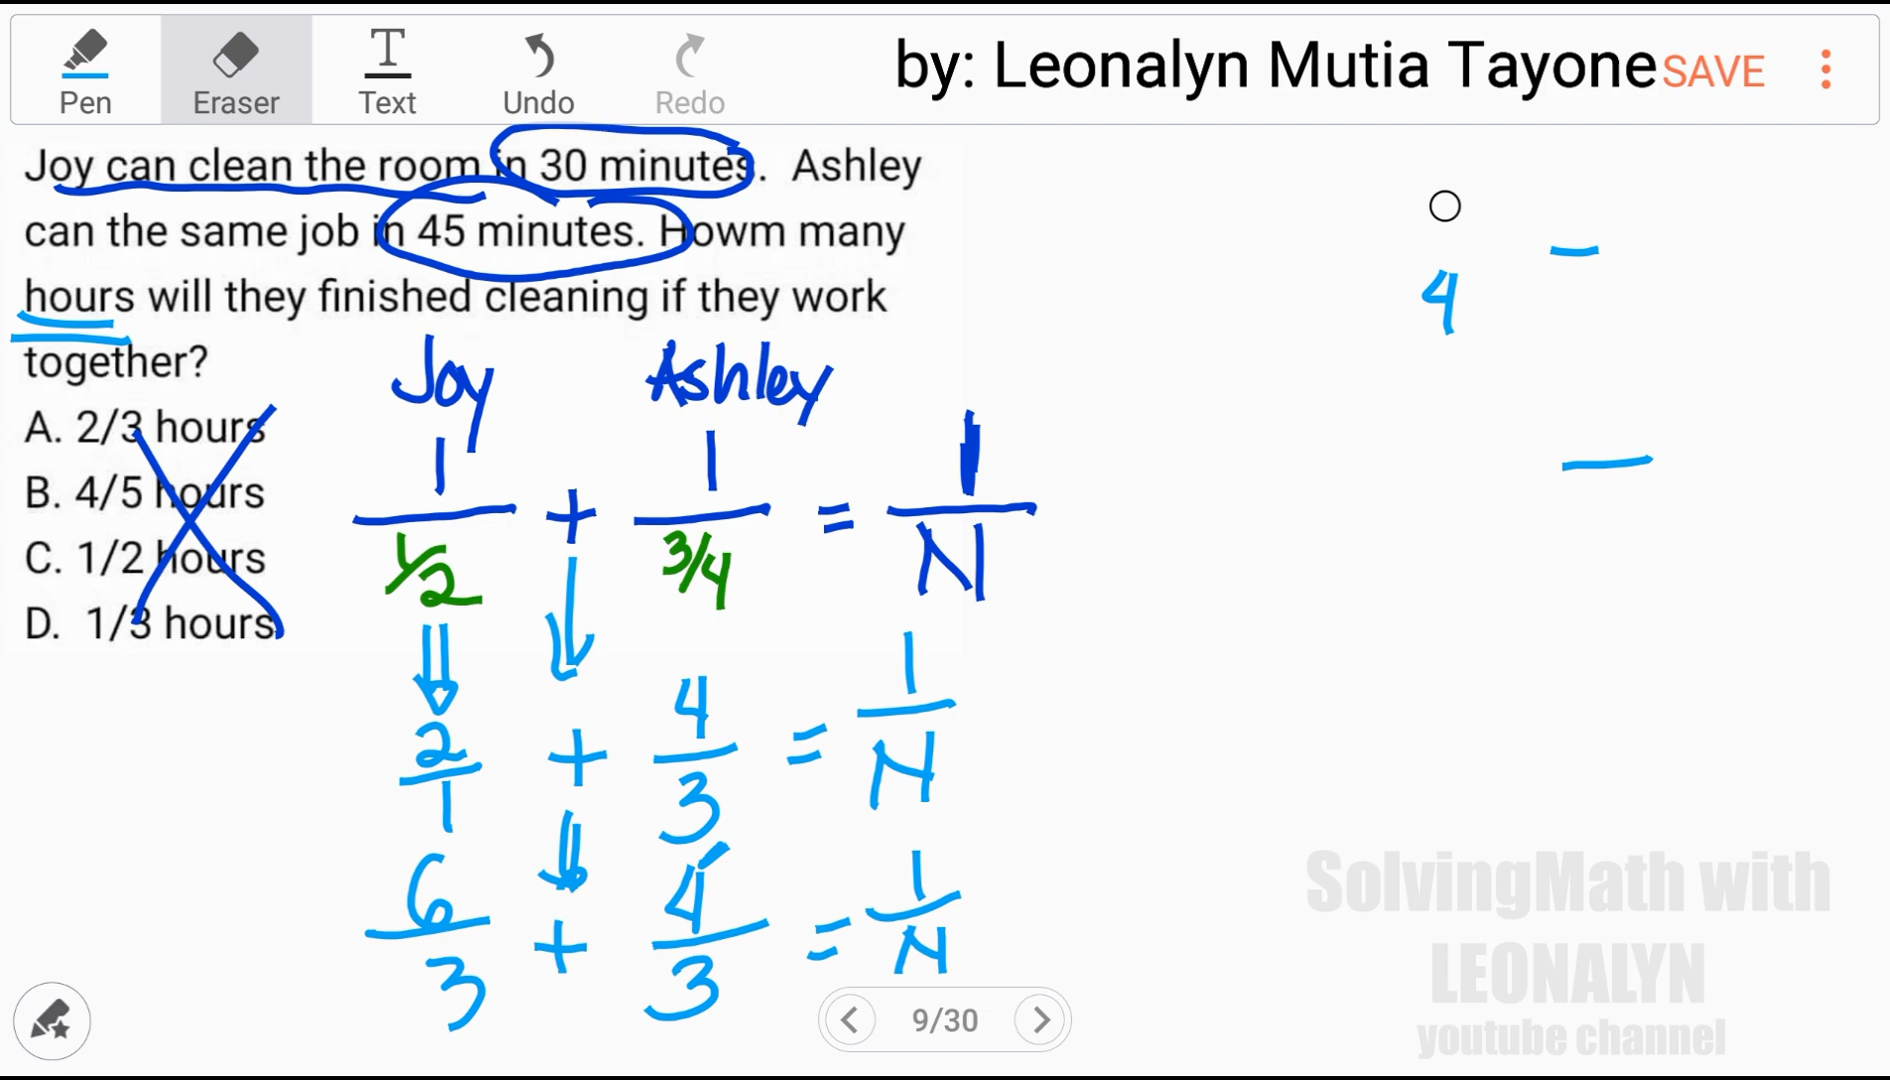 Pen Eraser Text Undo Redo by: Leonalyn Mutia Tayone SAVE
Joy can clean the room in 30 minutes. Ashley
can the same job in 45 minutes. Howm many
hours will they finished cleaning if they work
together?
A. 2/3 hours
B. 4/5 hours
C. 1/2 hours
D. 1/3 hours
Joy Ashley
1/(1/2) + 1/(3/4) = 1/N
2/1 + 4/3 = 1/N
6/3 + 4/3 = 1/N
4
9/30
SolvingMath with
LEONALYN
youtube channel